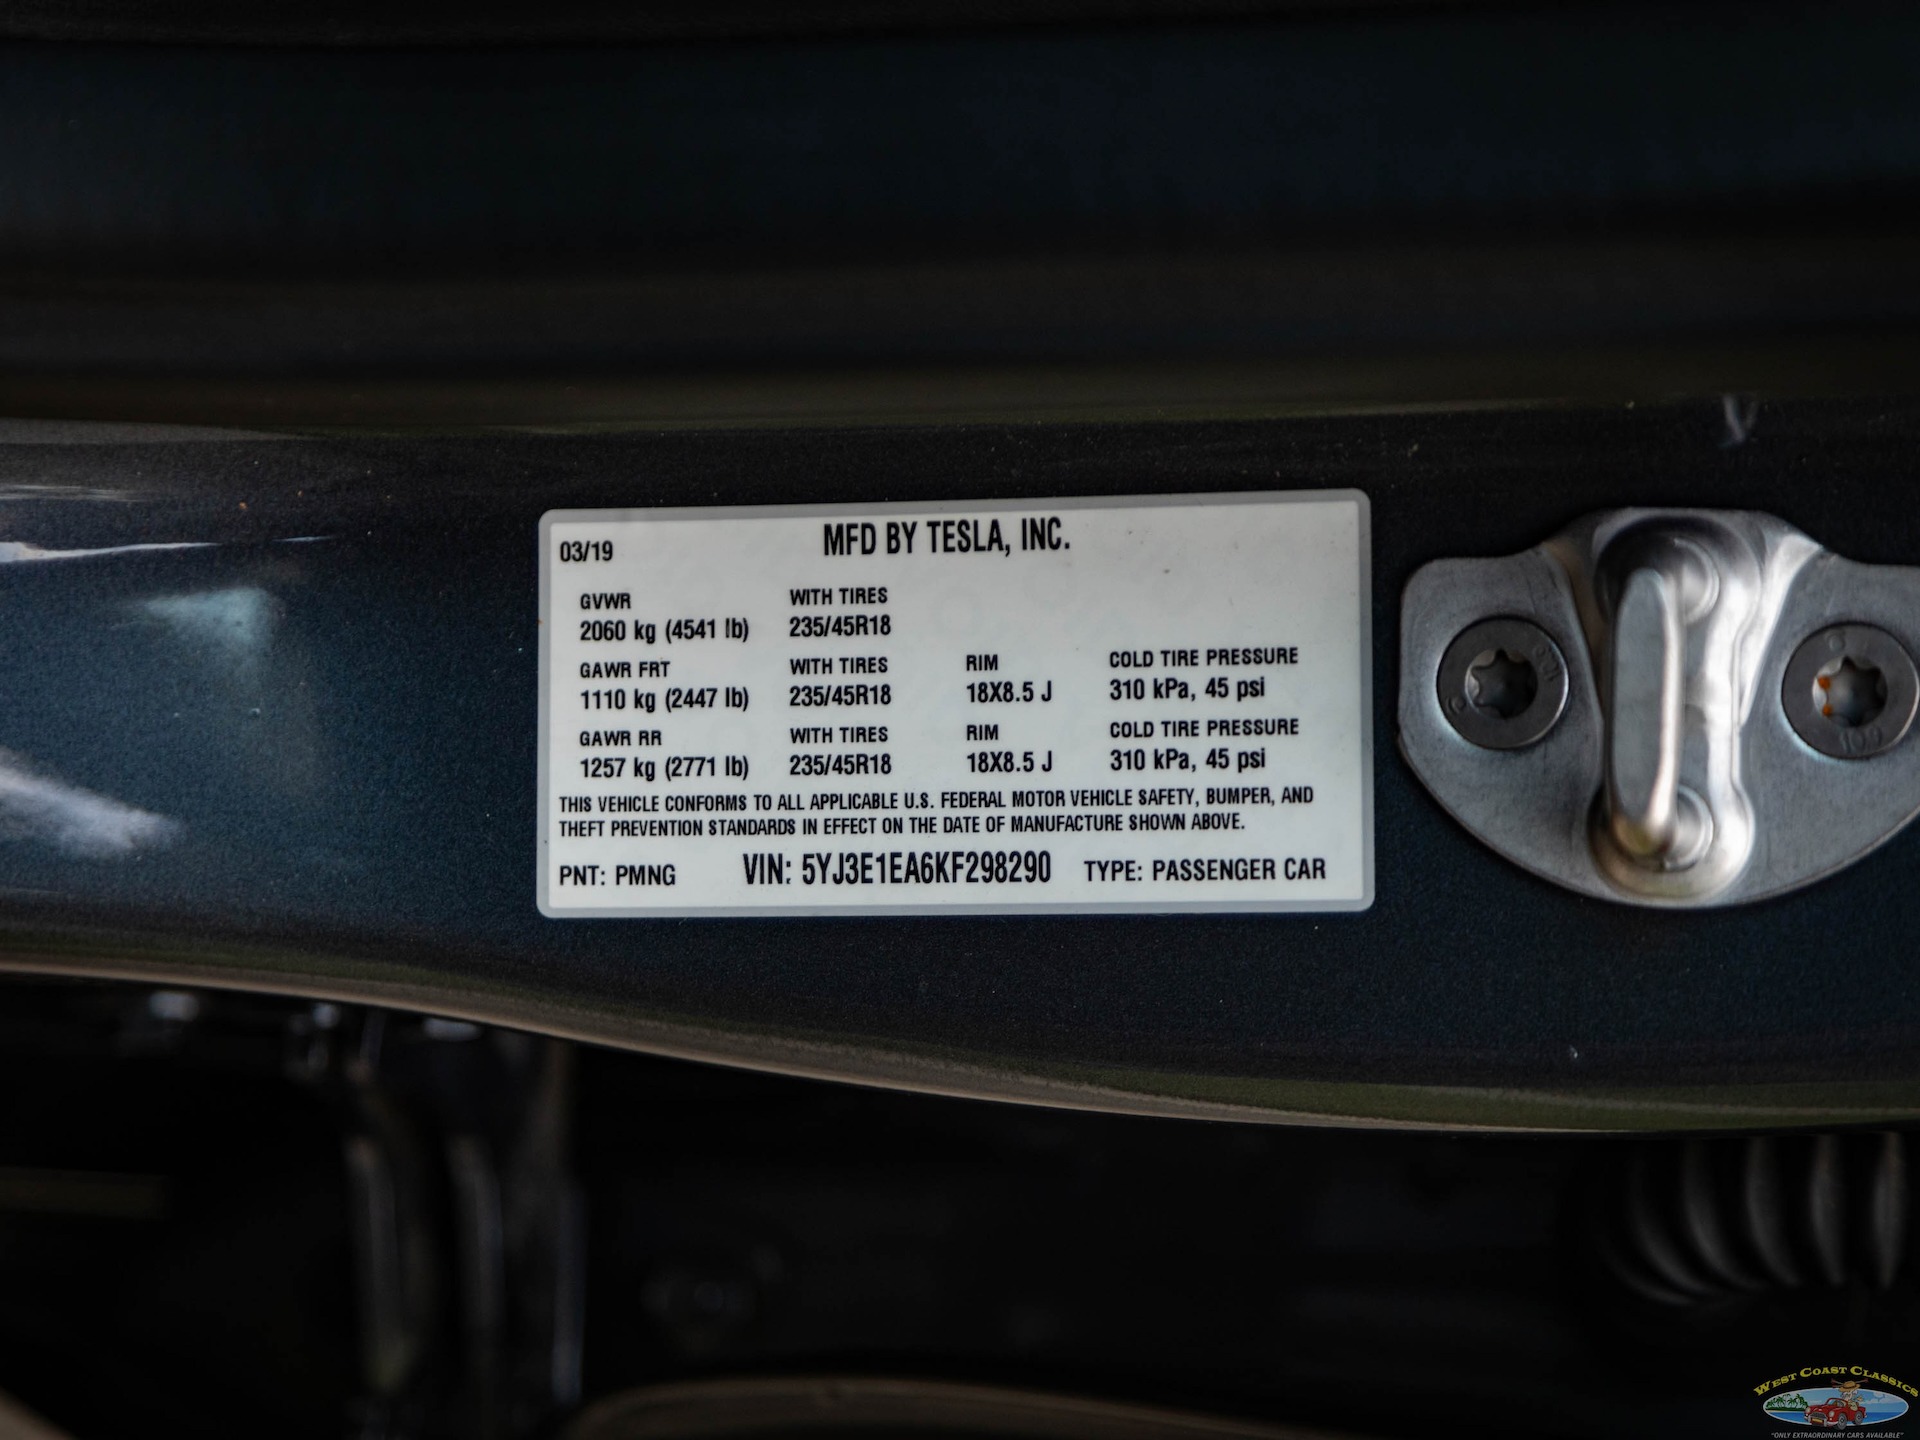 03/19 MFD BY TESLA, INC.
GVWR WITH TIRES
2060 kg (4541 lb) 235/45R18
GAWR FRT WITH TIRES RIM COLD TIRE PRESSURE
1110 kg (2447 lb) 235/45R18 18X8.5 J 310 kPa, 45 psi
GAWR RR WITH TIRES RIM COLD TIRE PRESSURE
1257 kg (2771 lb) 235/45R18 18X8.5 J 310 kPa, 45 psi
THIS VEHICLE CONFORMS TO ALL APPLICABLE U.S. FEDERAL MOTOR VEHICLE SAFETY, BUMPER, AND
THEFT PREVENTION STANDARDS IN EFFECT ON THE DATE OF MANUFACTURE SHOWN ABOVE.
PNT: PMNG VIN: 5YJ3E1EA6KF298290 TYPE: PASSENGER CAR
WEST COAST CLASSICS
"ONLY EXTRAORDINARY CARS AVAILABLE"